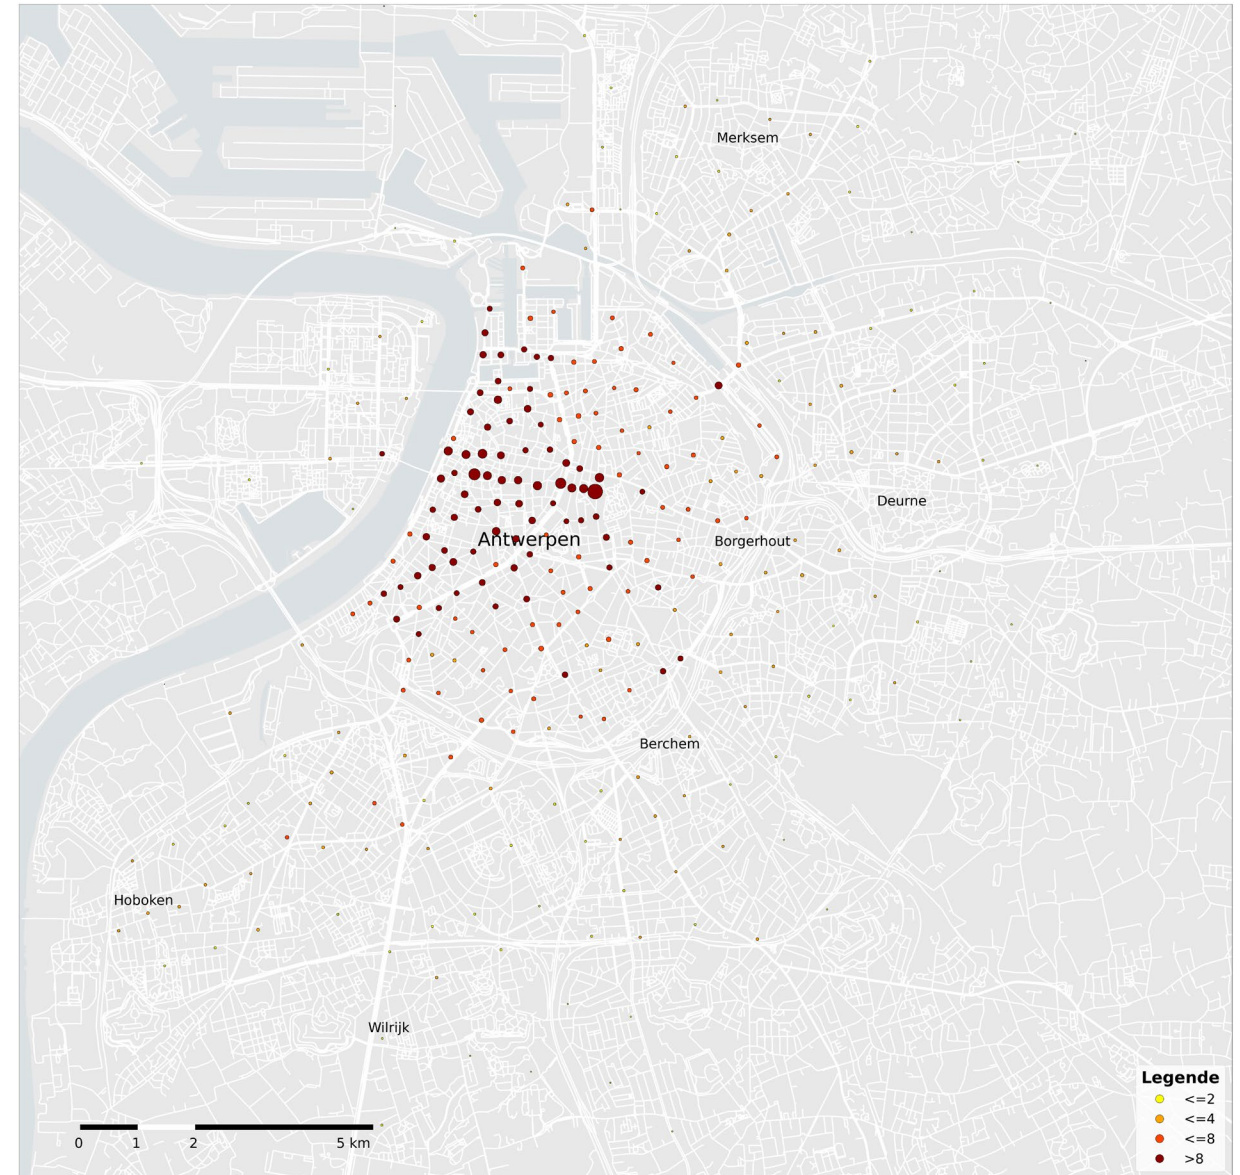 Merksem
Deurne
Antwerpen
Borgerhout
Berchem
Hoboken
Wilrijk
Legende
<=2
<=4
<=8
>8
0 1 2 5 km